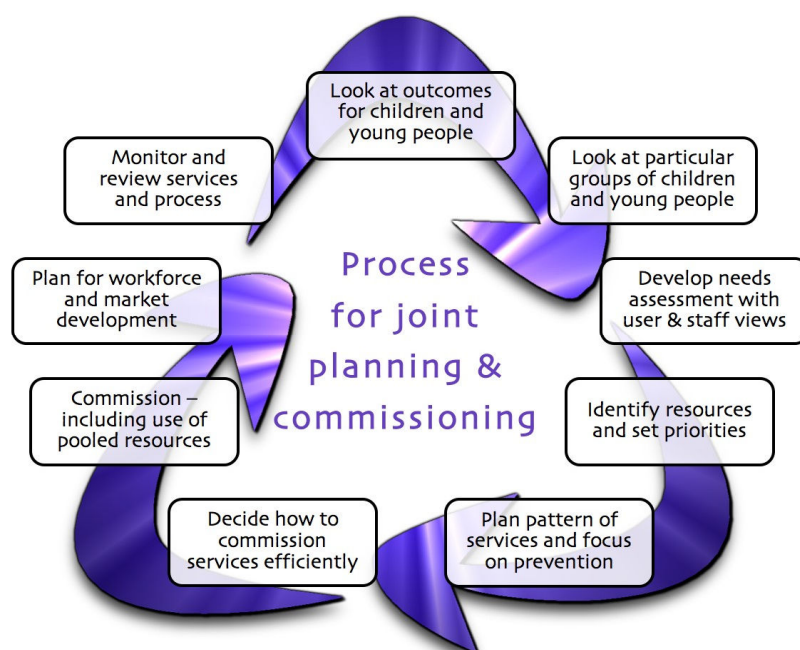 Look at outcomes
for children and
young people
Look at particular
groups of children
and young people
Develop needs
assessment with
user & staff views
Identify resources
and set priorities
Plan pattern of
services and focus
on prevention
Decide how to
commission
services efficiently
Commission –
including use of
pooled resources
Plan for workforce
and market
development
Monitor and
review services
and process
Process
for joint
planning &
commissioning